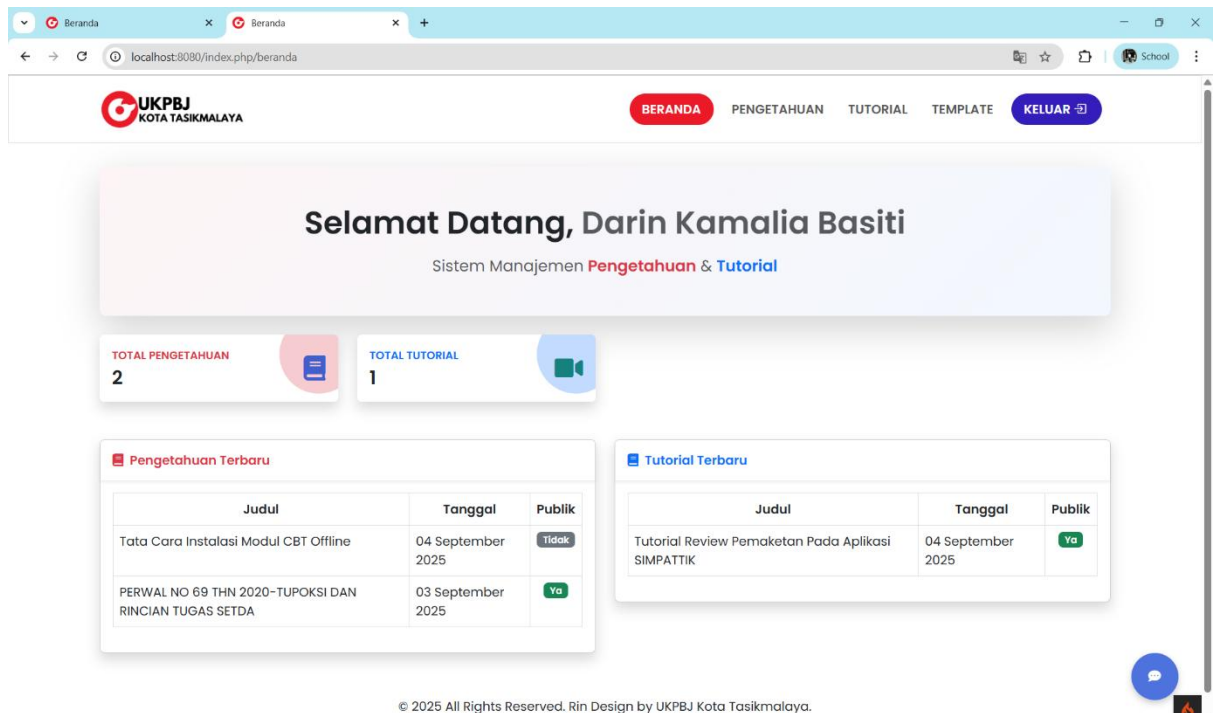 Beranda
Beranda
localhost:8080/index.php/beranda
School
UKPBJ
KOTA TASIKMALAYA
BERANDA PENGETAHUAN TUTORIAL TEMPLATE KELUAR
Selamat Datang, Darin Kamalia Basiti
Sistem Manajemen Pengetahuan & Tutorial
TOTAL PENGETAHUAN
2
TOTAL TUTORIAL
1
Pengetahuan Terbaru
Judul Tanggal Publik
Tata Cara Instalasi Modul CBT Offline 04 September Tidak
2025
PERWAL NO 69 THN 2020-TUPOKSI DAN 03 September Ya
RINCIAN TUGAS SETDA 2025
Tutorial Terbaru
Judul Tanggal Publik
Tutorial Review Pemaketan Pada Aplikasi 04 September Ya
SIMPATTIK 2025
© 2025 All Rights Reserved. Rin Design by UKPBJ Kota Tasikmalaya.